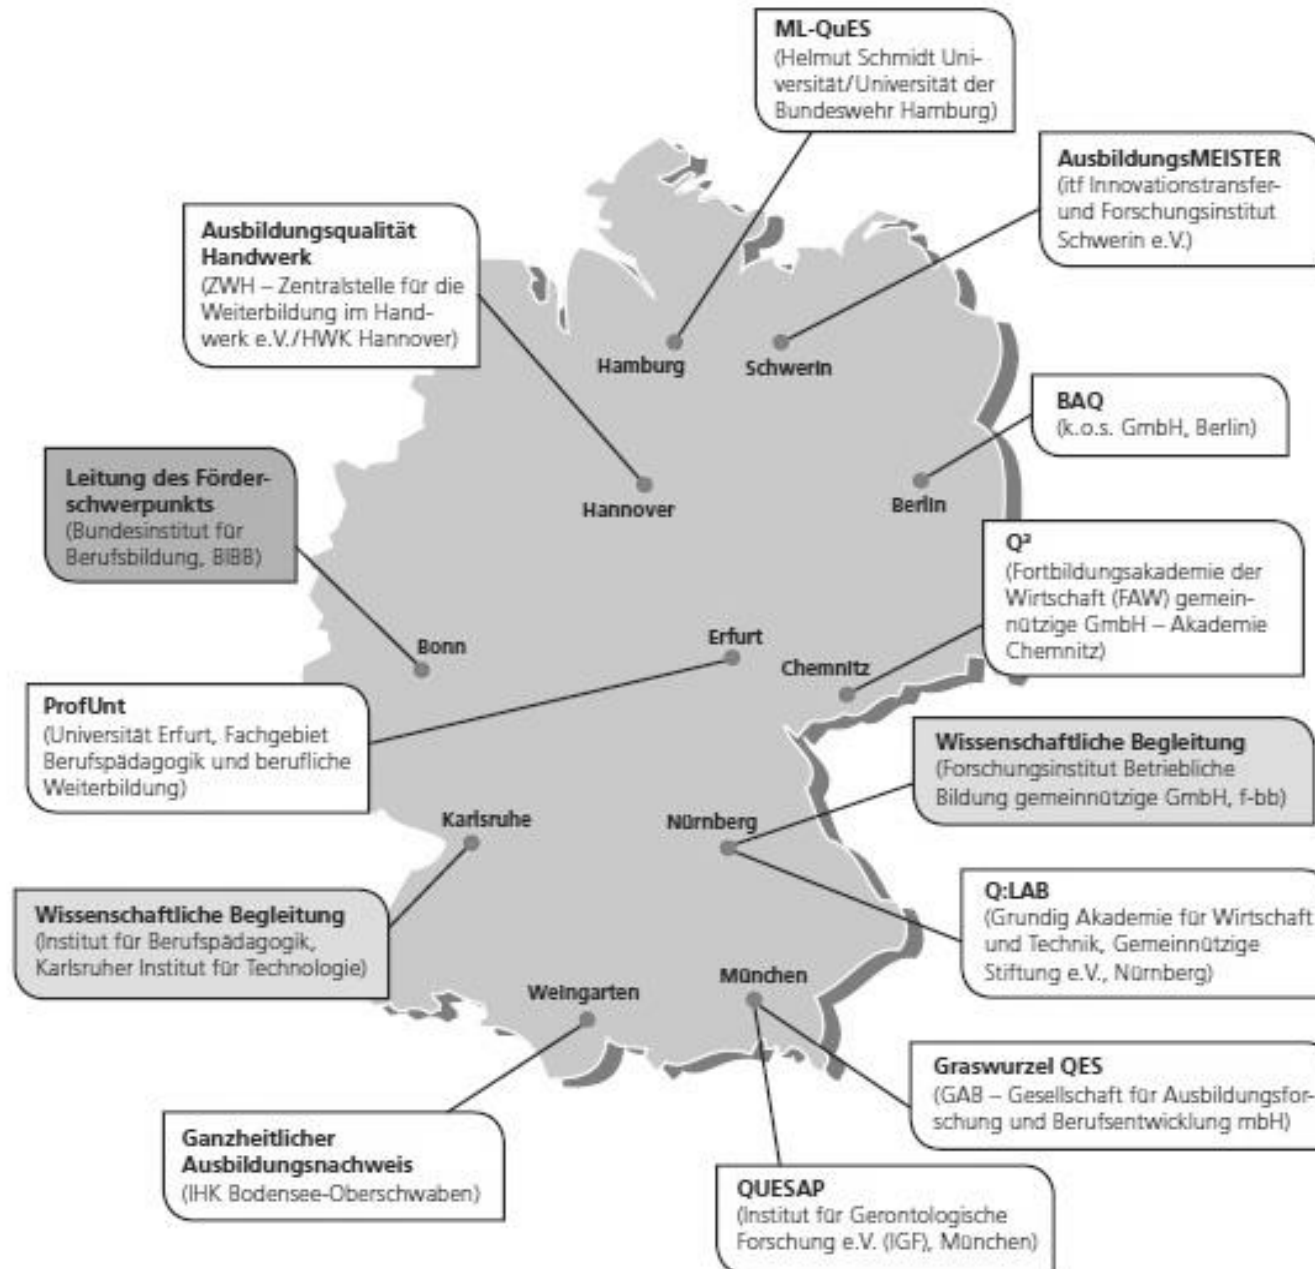 ML-QuES
(Helmut Schmidt Uni-
versität/Universität der
Bundeswehr Hamburg)
AusbildungsMEISTER
(itf Innovationstransfer-
und Forschungsinstitut
Schwerin e.V.)
Ausbildungsqualität
Handwerk
(ZWH – Zentralstelle für die
Weiterbildung im Hand-
werk e.V./HWK Hannover)
Hamburg
Schwerin
BAQ
(k.o.s. GmbH, Berlin)
Leitung des Förder-
schwerpunkts
(Bundesinstitut für
Berufsbildung, BIBB)
Hannover
Berlin
Q³
(Fortbildungsakademie der
Wirtschaft (FAW) gemein-
nützige GmbH – Akademie
Chemnitz)
Bonn
Erfurt
Chemnitz
ProfUnt
(Universität Erfurt, Fachgebiet
Berufspädagogik und berufliche
Weiterbildung)
Wissenschaftliche Begleitung
(Forschungsinstitut Betriebliche
Bildung gemeinnützige GmbH, f-bb)
Karlsruhe
Nürnberg
Wissenschaftliche Begleitung
(Institut für Berufspädagogik,
Karlsruher Institut für Technologie)
Q:LAB
(Grundig Akademie für Wirtschaft
und Technik, Gemeinnützige
Stiftung e.V., Nürnberg)
Weingarten
München
Graswurzel QES
(GAB – Gesellschaft für Ausbildungsfor-
schung und Berufsentwicklung mbH)
Ganzheitlicher
Ausbildungsnachweis
(IHK Bodensee-Oberschwaben)
QUESAP
(Institut für Gerontologische
Forschung e.V. (IGF), München)